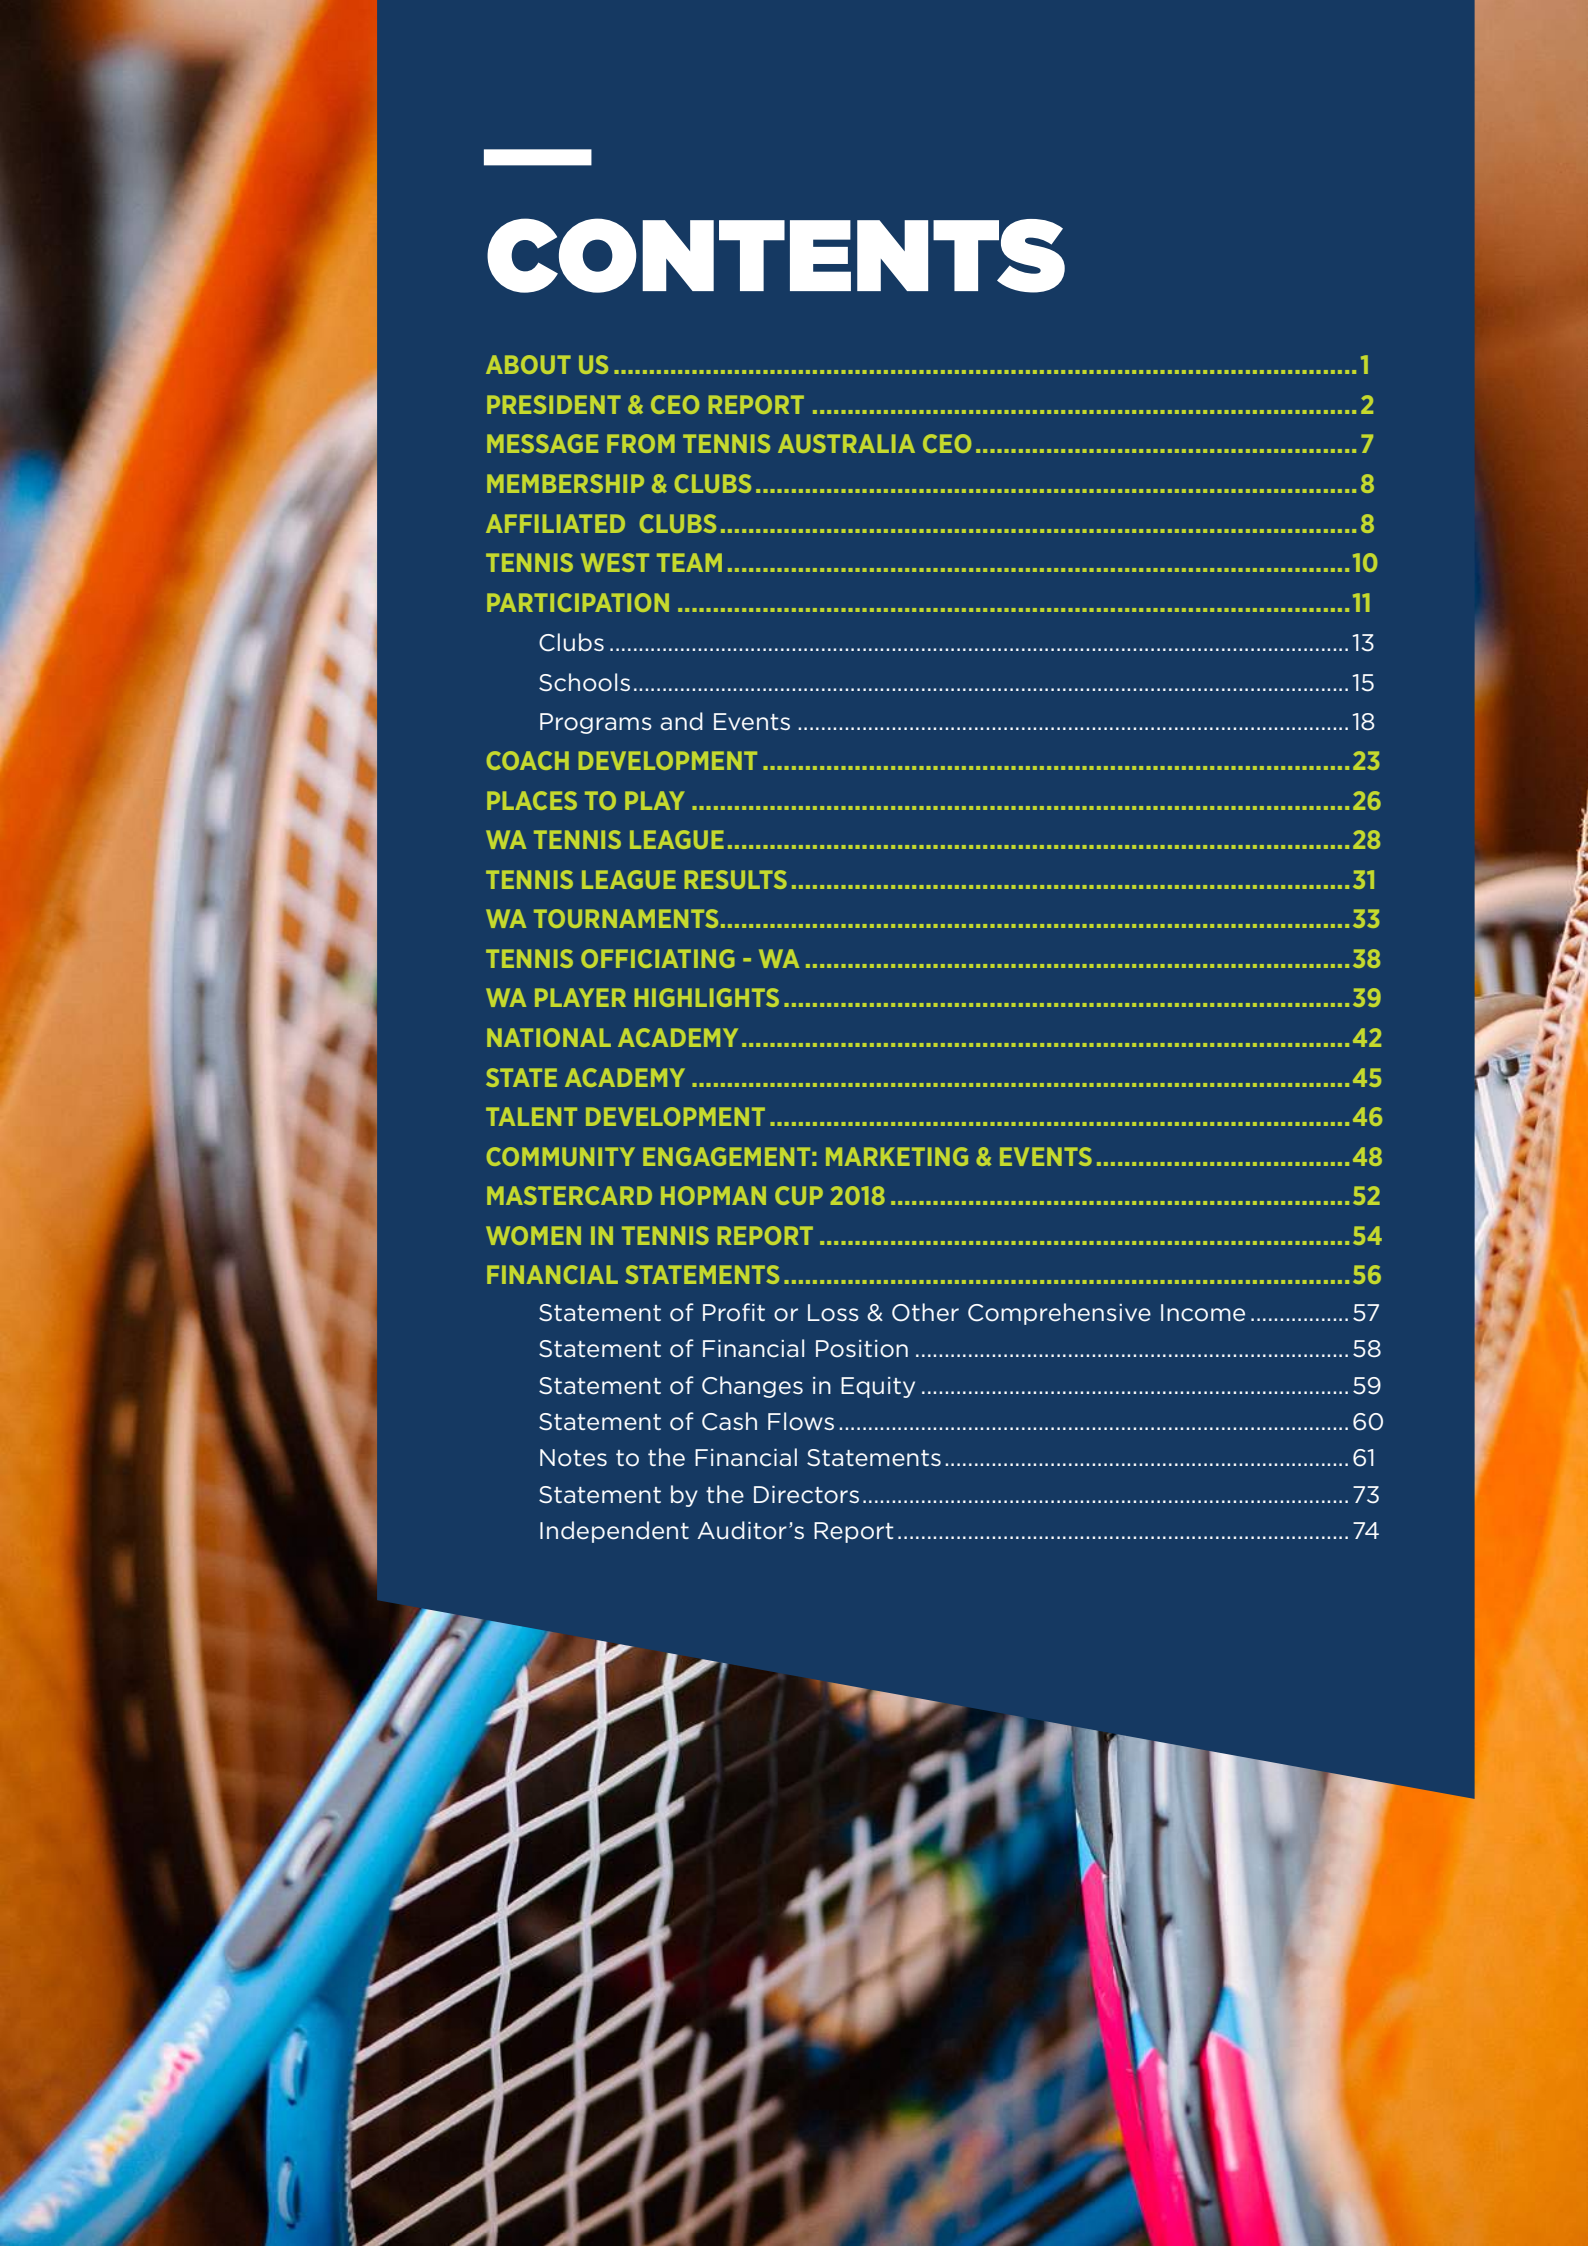 CONTENTS
ABOUT US.........................................................................................................1
PRESIDENT & CEO REPORT .............................................................................2
MESSAGE FROM TENNIS AUSTRALIA CEO......................................................7
MEMBERSHIP & CLUBS.....................................................................................8
AFFILIATED  CLUBS..........................................................................................8
TENNIS WEST TEAM........................................................................................10
PARTICIPATION ...............................................................................................11
Clubs..............................................................................................................................13
Schools..........................................................................................................................15
Programs and Events ..............................................................................................18
COACH DEVELOPMENT...................................................................................23
PLACES TO PLAY .............................................................................................26
WA TENNIS LEAGUE........................................................................................28
TENNIS LEAGUE RESULTS...............................................................................31
WA TOURNAMENTS.........................................................................................33
TENNIS OFFICIATING - WA .............................................................................38
WA PLAYER HIGHLIGHTS................................................................................39
NATIONAL ACADEMY......................................................................................42
STATE ACADEMY .............................................................................................45
TALENT DEVELOPMENT..................................................................................46
COMMUNITY ENGAGEMENT: MARKETING & EVENTS....................................48
MASTERCARD HOPMAN CUP 2018.................................................................52
WOMEN IN TENNIS REPORT ...........................................................................54
FINANCIAL STATEMENTS................................................................................56
Statement of Profit or Loss & Other Comprehensive Income.................57
Statement of Financial Position ..........................................................................58
Statement of Changes in Equity .........................................................................59
Statement of Cash Flows.......................................................................................60
Notes to the Financial Statements.....................................................................61
Statement by the Directors...................................................................................73
Independent Auditor’s Report.............................................................................74